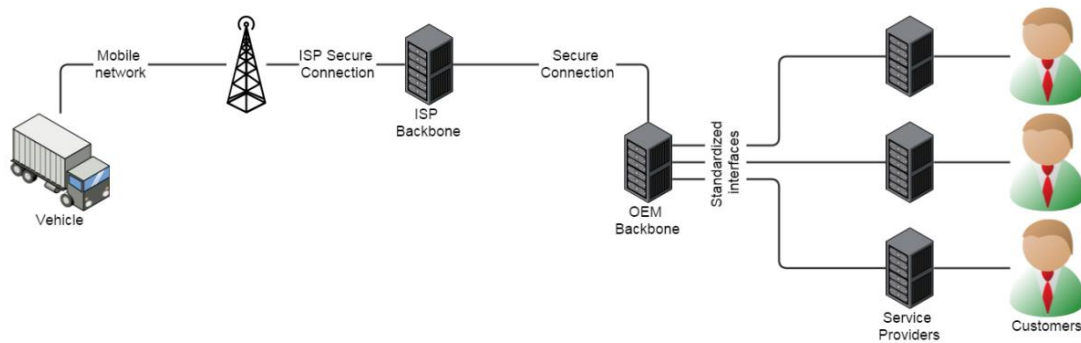 Mobile
network
ISP Secure
Connection
ISP
Backbone
Secure
Connection
Vehicle
OEM
Backbone
Standardized
interfaces
Service
Providers
Customers